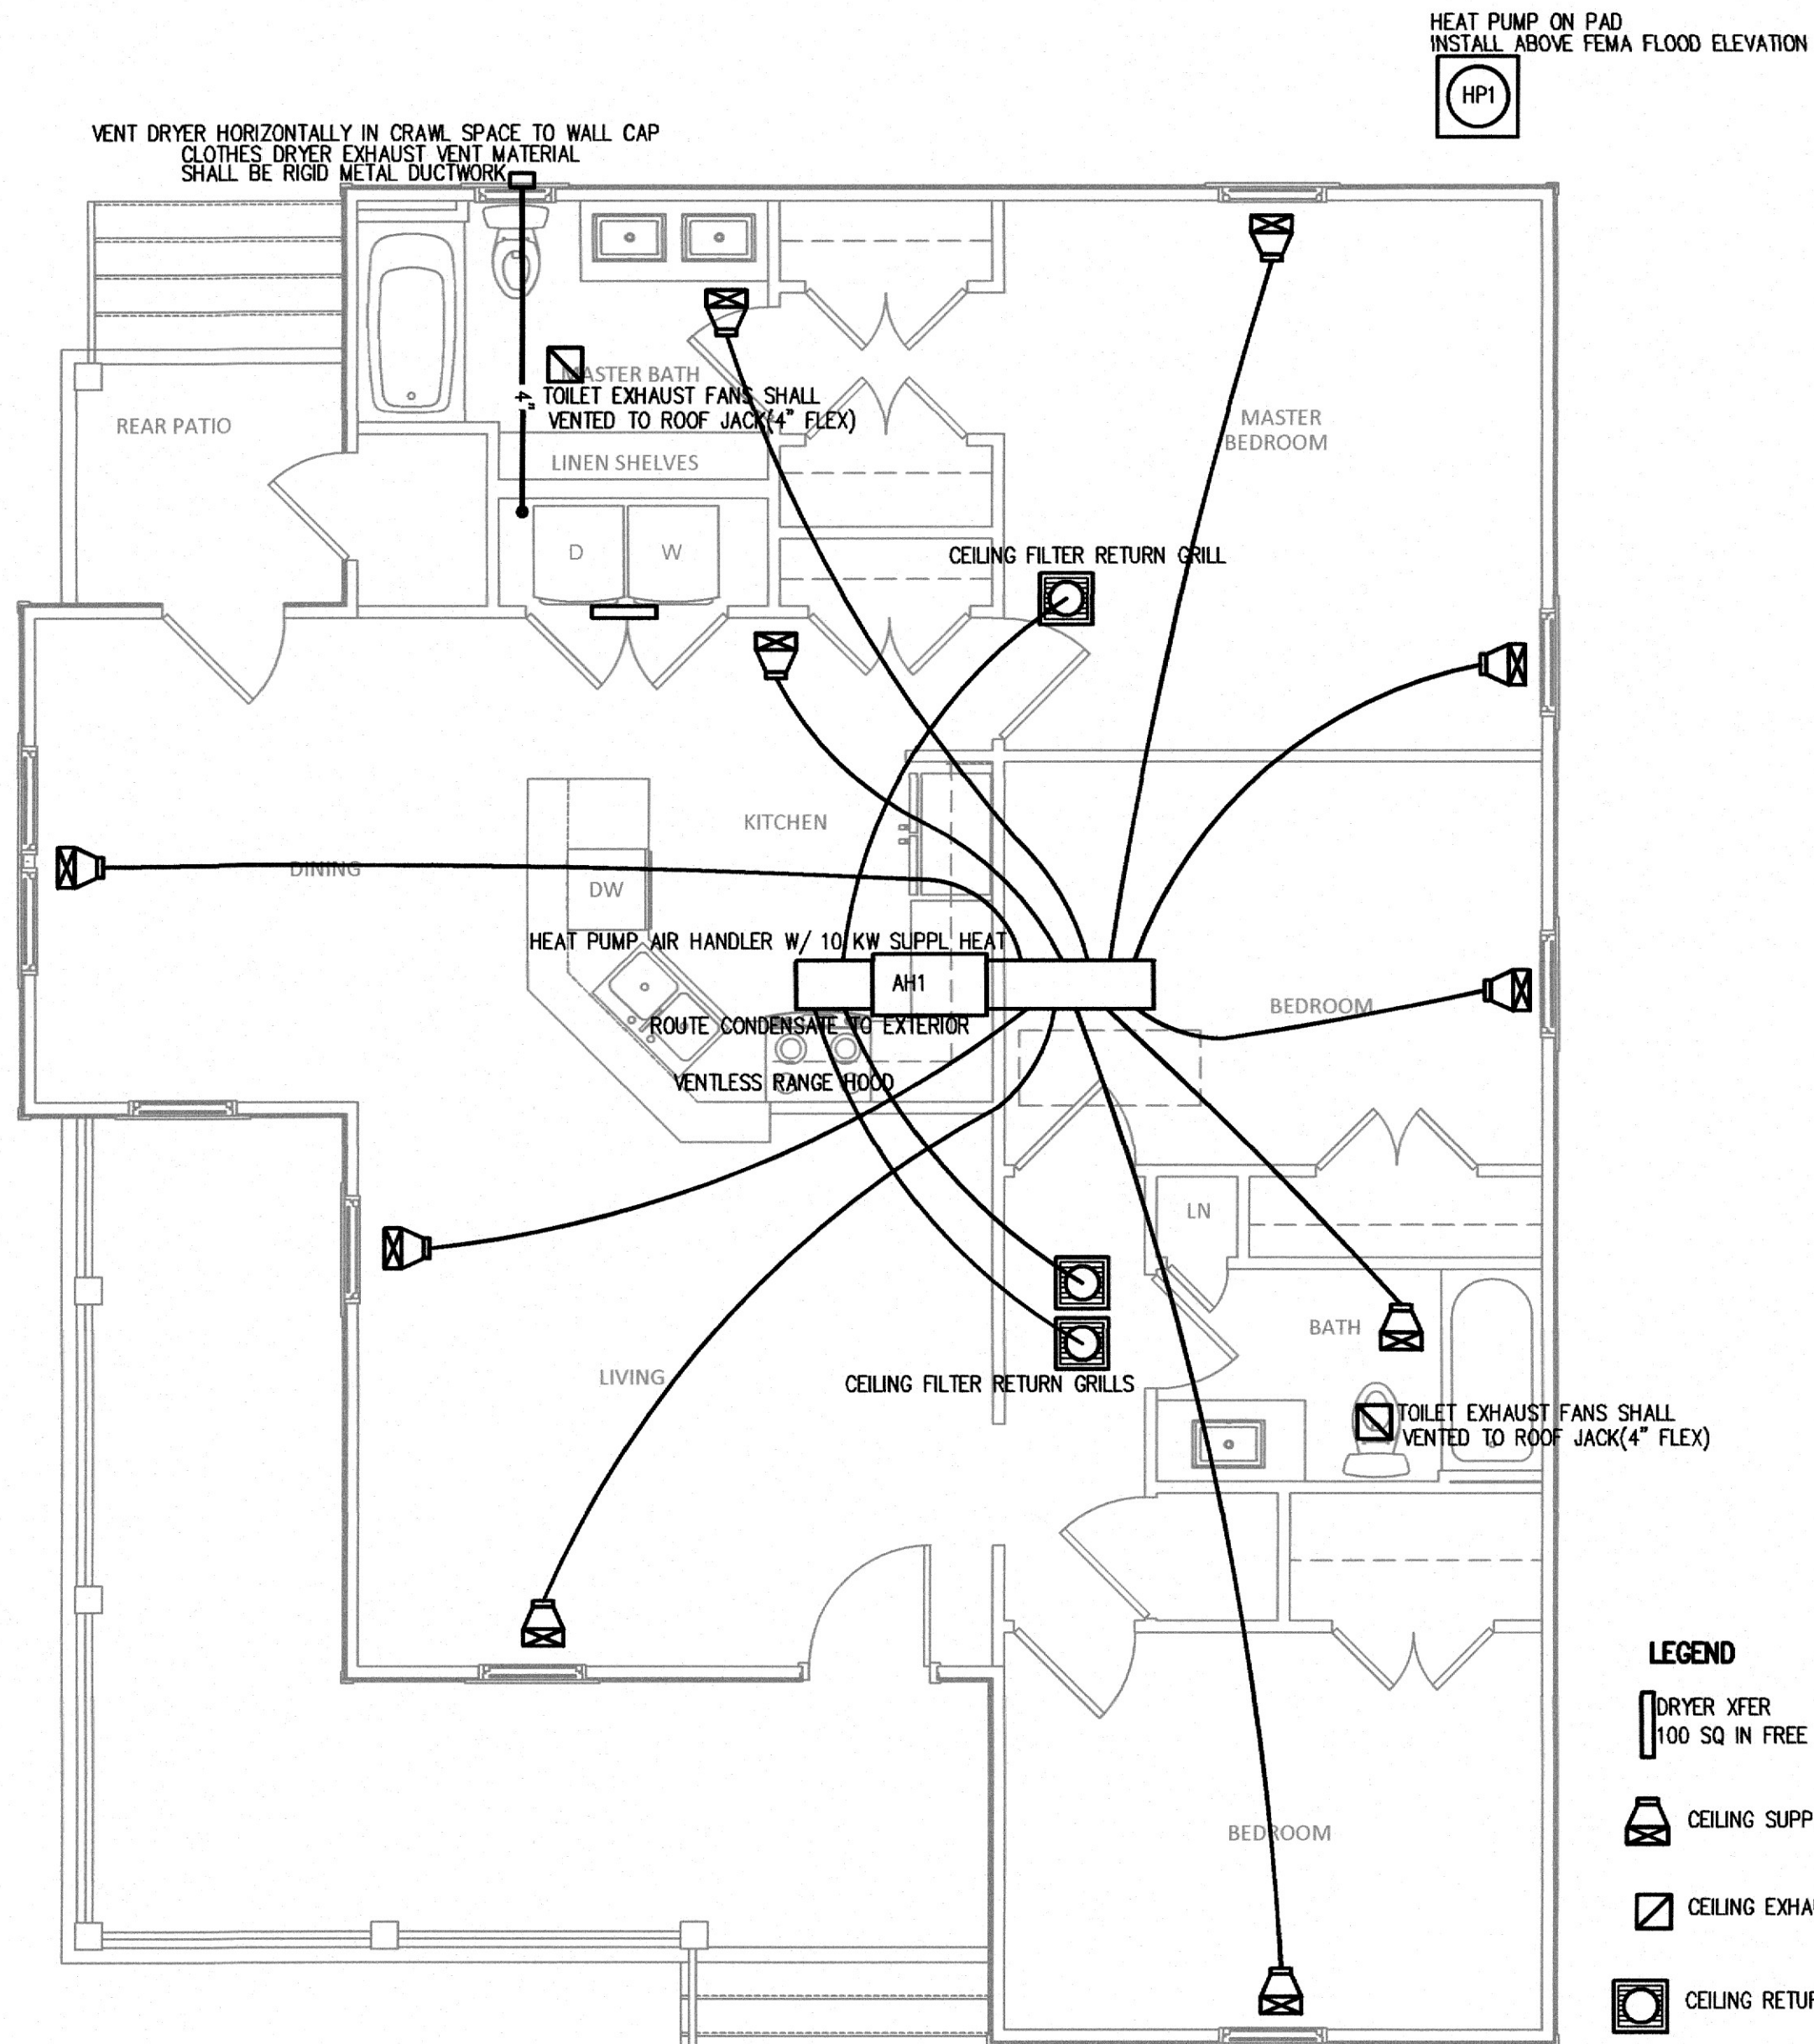 HEAT PUMP ON PAD
INSTALL ABOVE FEMA FLOOD ELEVATION
HP1
VENT DRYER HORIZONTALLY IN CRAWL SPACE TO WALL CAP
CLOTHES DRYER EXHAUST VENT MATERIAL
SHALL BE RIGID METAL DUCTWORK
MASTER BATH
4"
TOILET EXHAUST FANS SHALL
VENTED TO ROOF JACK(4" FLEX)
REAR PATIO
MASTER
BEDROOM
LINEN SHELVES
D
W
CEILING FILTER RETURN GRILL
KITCHEN
DINING
DW
HEAT PUMP AIR HANDLER W/ 10 KW SUPPL HEAT
AH1
BEDROOM
ROUTE CONDENSATE TO EXTERIOR
VENTLESS RANGE HOOD
LN
BATH
LIVING
CEILING FILTER RETURN GRILLS
TOILET EXHAUST FANS SHALL
VENTED TO ROOF JACK(4" FLEX)
LEGEND
DRYER XFER
100 SQ IN FREE
CEILING SUPP
BEDROOM
CEILING EXHA
CEILING RETUR